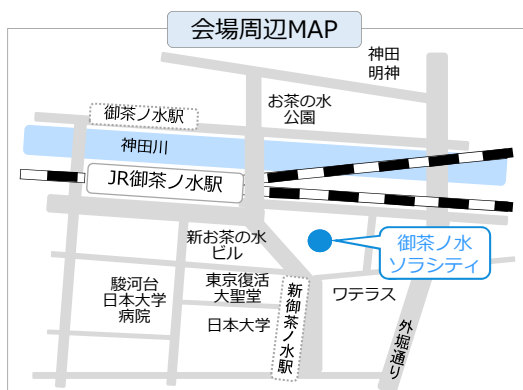 会場周辺MAP
神田
明神
お茶の水
公園
御茶ノ水駅
神田川
JR御茶ノ水駅
新お茶の水
ビル
御茶ノ水
ソラシティ
駿河台
日本大学
病院
東京復活
大聖堂
日本大学
新御茶ノ水駅
ワテラス
外堀通り